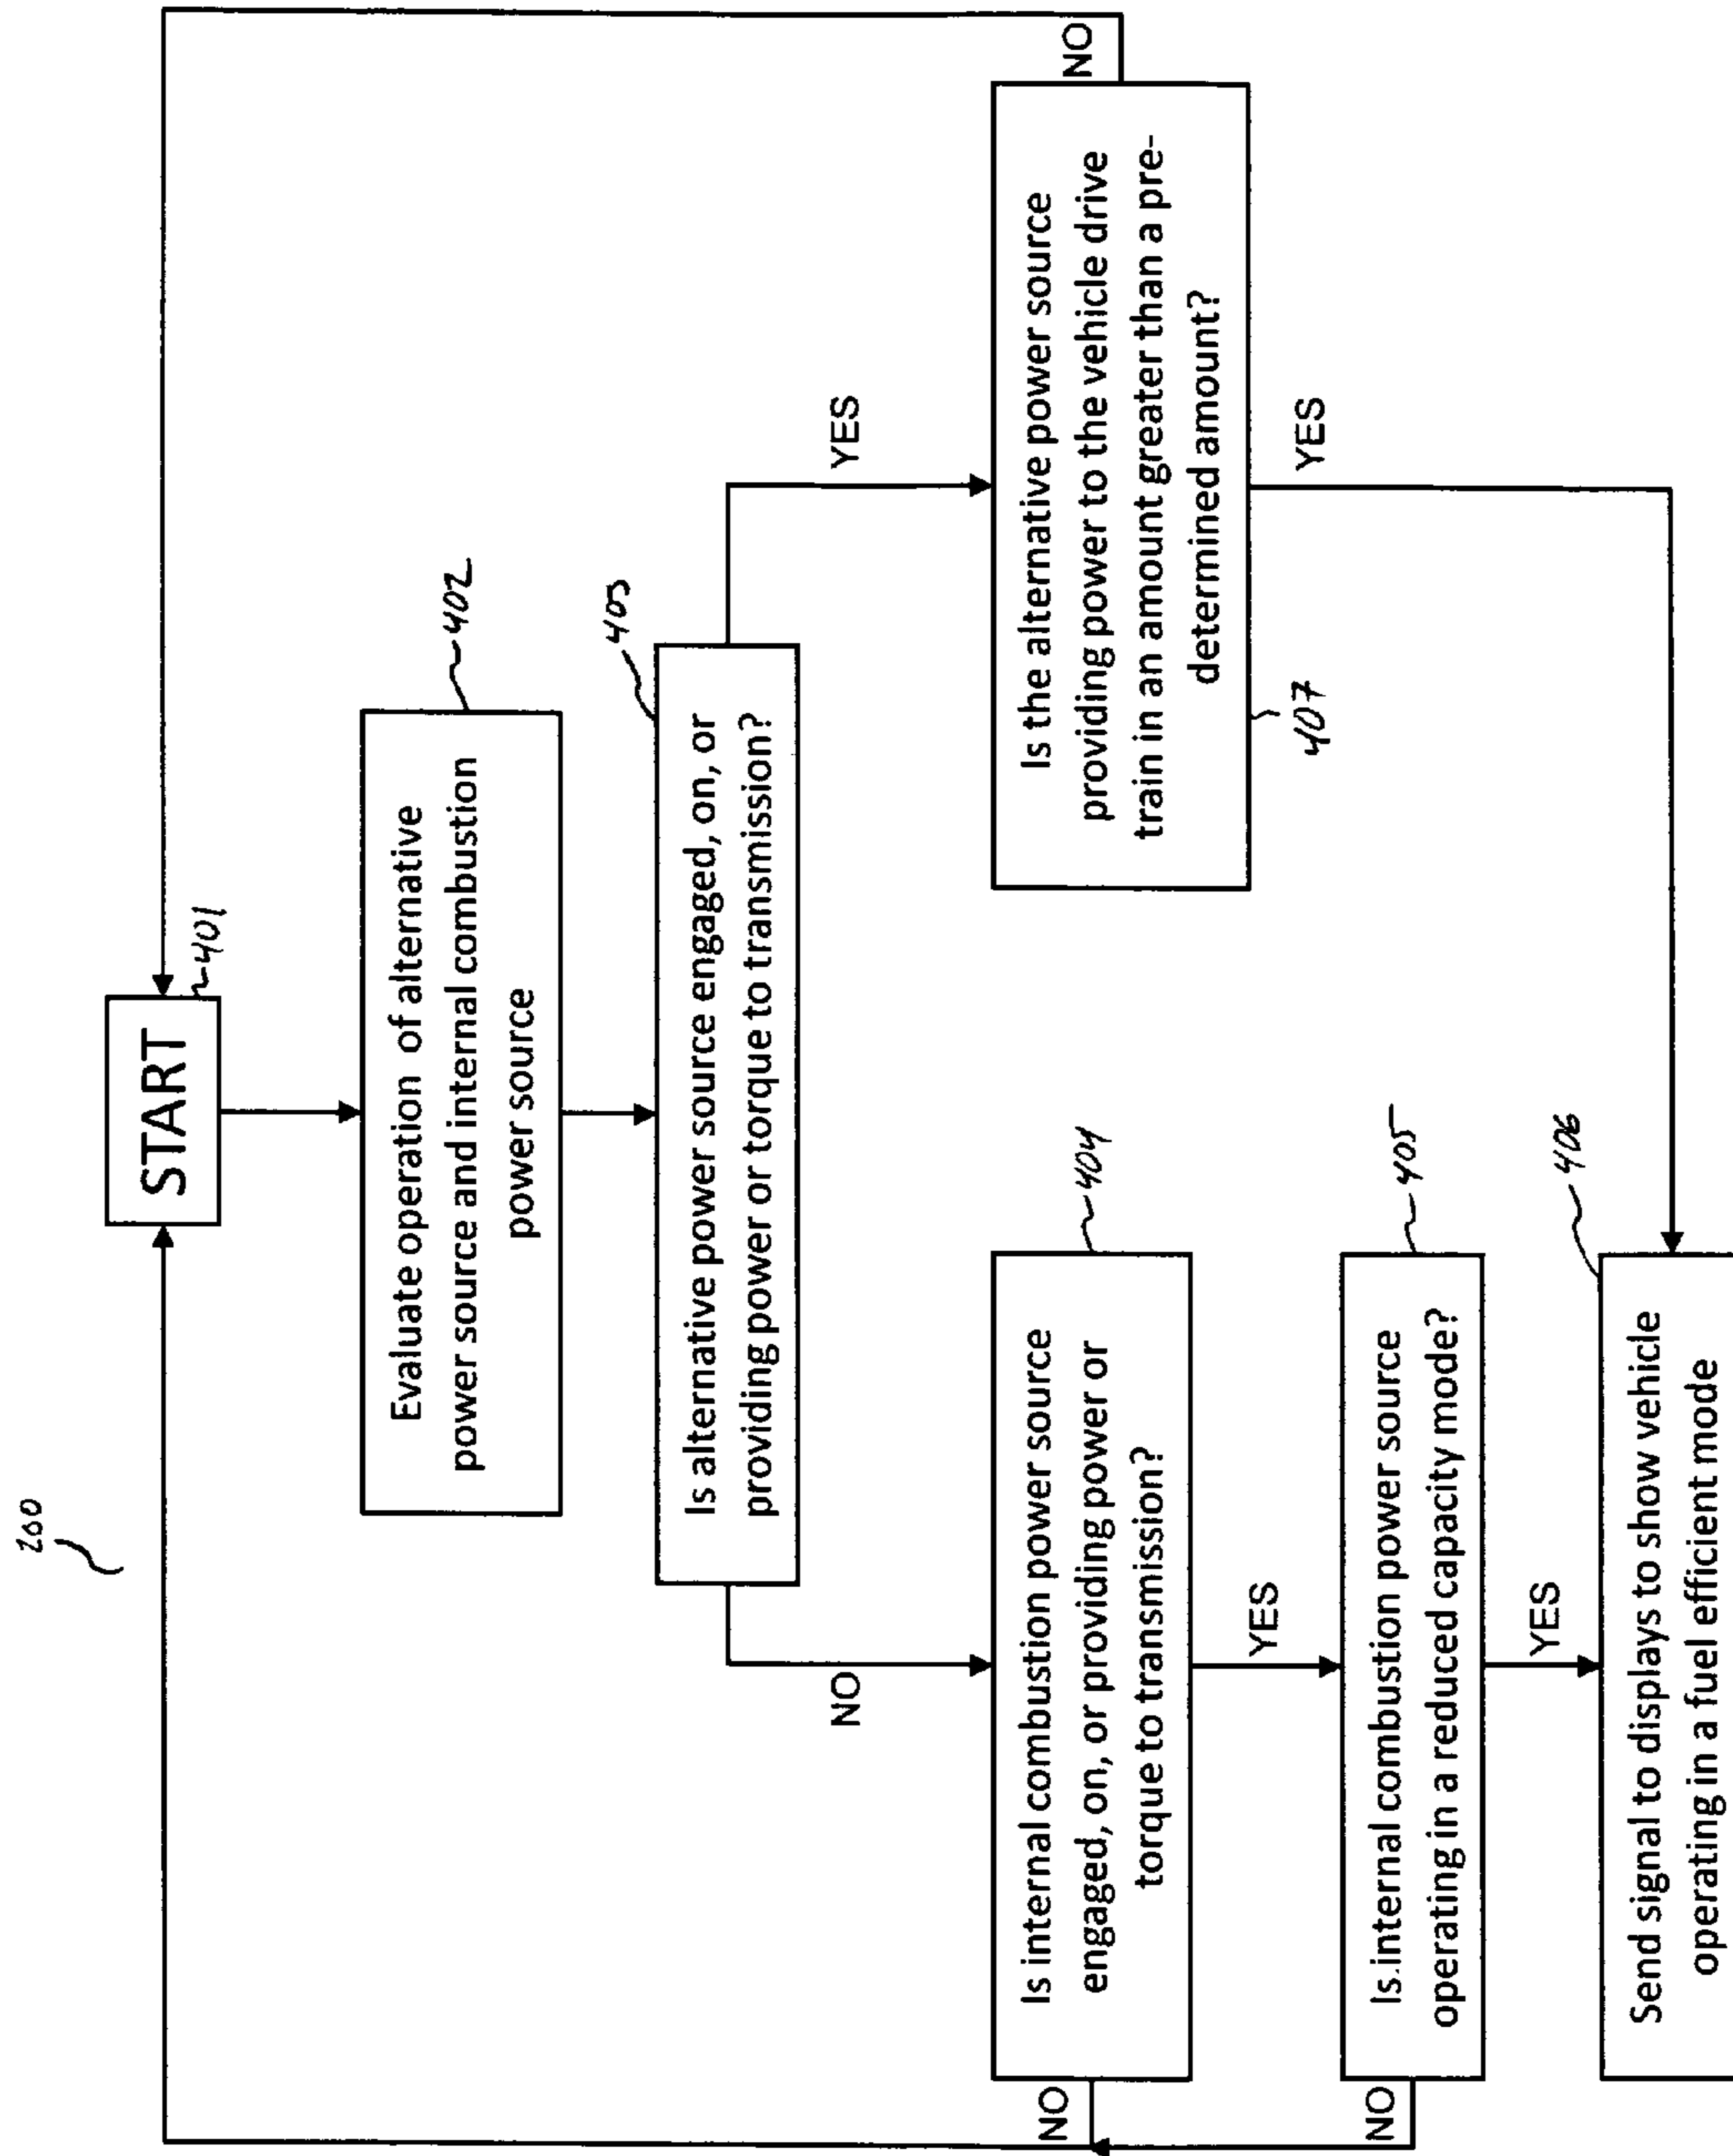 260
START
401
Evaluate operation of alternative
power source and internal combustion
power source
402
Is alternative power source engaged, on, or
providing power or torque to transmission?
403
NO
YES
Is internal combustion power source
engaged, on, or providing power or
torque to transmission?
404
NO
YES
Is internal combustion power source
operating in a reduced capacity mode?
405
NO
YES
Send signal to displays to show vehicle
operating in a fuel efficient mode
406
Is the alternative power source
providing power to the vehicle drive
train in an amount greater than a pre-
determined amount?
407
NO
YES